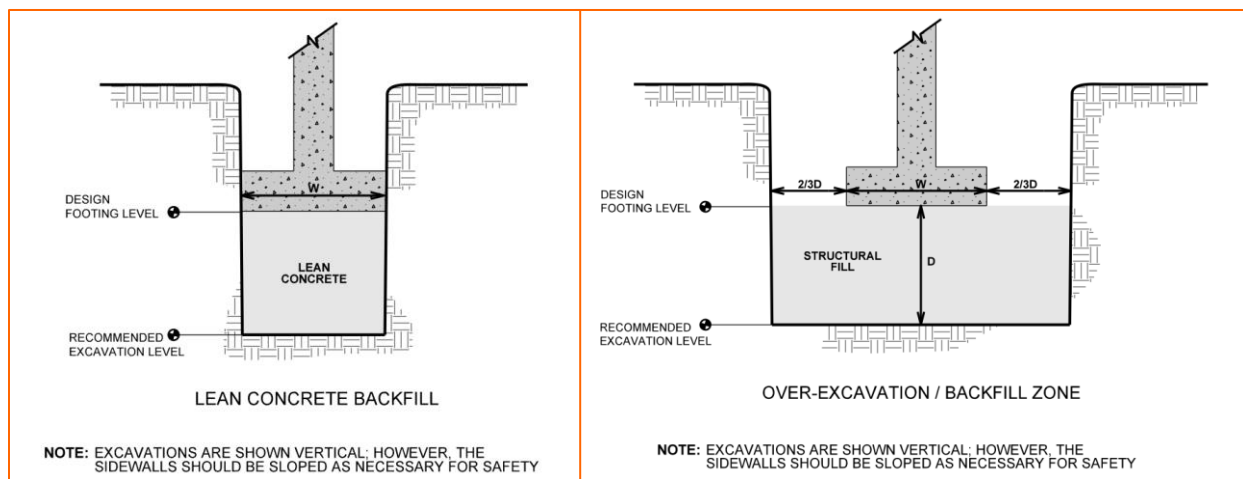 W
DESIGN
FOOTING LEVEL
LEAN
CONCRETE
RECOMMENDED
EXCAVATION LEVEL
LEAN CONCRETE BACKFILL
NOTE: EXCAVATIONS ARE SHOWN VERTICAL; HOWEVER, THE
SIDEWALLS SHOULD BE SLOPED AS NECESSARY FOR SAFETY
2/3D W 2/3D
DESIGN
FOOTING LEVEL
STRUCTURAL
FILL
D
RECOMMENDED
EXCAVATION LEVEL
OVER-EXCAVATION / BACKFILL ZONE
NOTE: EXCAVATIONS ARE SHOWN VERTICAL; HOWEVER, THE
SIDEWALLS SHOULD BE SLOPED AS NECESSARY FOR SAFETY